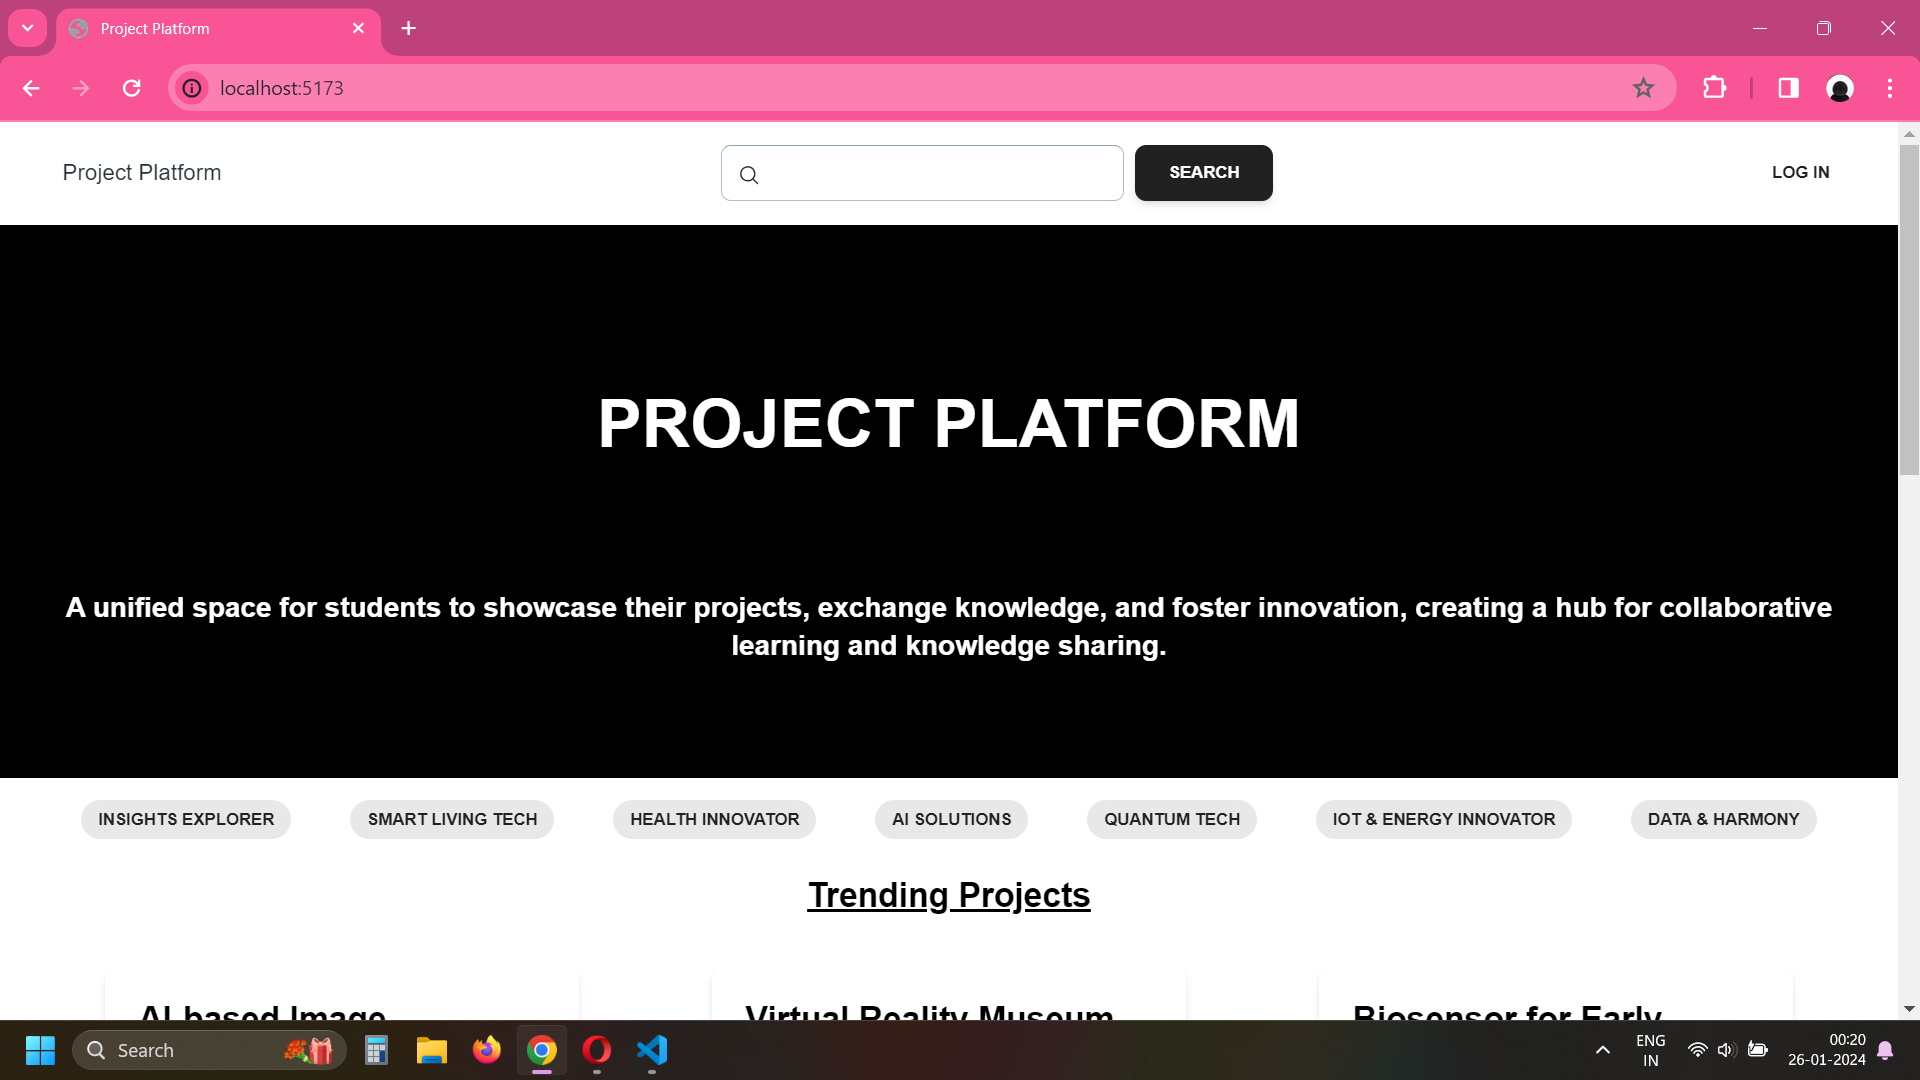 Project Platform
localhost:5173
Project Platform
SEARCH
LOG IN
PROJECT PLATFORM
A unified space for students to showcase their projects, exchange knowledge, and foster innovation, creating a hub for collaborative
learning and knowledge sharing.
INSIGHTS EXPLORER
SMART LIVING TECH
HEALTH INNOVATOR
AI SOLUTIONS
QUANTUM TECH
IOT & ENERGY INNOVATOR
DATA & HARMONY
Trending Projects
AI-based Image
Virtual Reality Museum
Biosensor for Early
Search
ENG
IN
00:20
26-01-2024